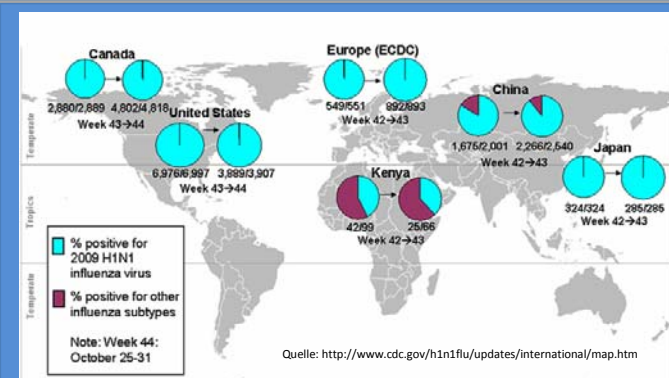 Canada
2,880/2,889 4,802/4,818
Week 43→44
United States
6,976/6,997 3,889/3,907
Week 43→44
Europe (ECDC)
549/551 892/893
Week 42→43
China
1,675/2,001 2,266/2,540
Week 42→43
Japan
324/324 285/285
Week 42→43
Kenya
42/99 25/66
Week 42→43
Temperate
Tropics
Temperate
% positive for
2009 H1N1
influenza virus
% positive for other
influenza subtypes
Note: Week 44:
October 25-31
Quelle: http://www.cdc.gov/h1n1flu/updates/international/map.htm